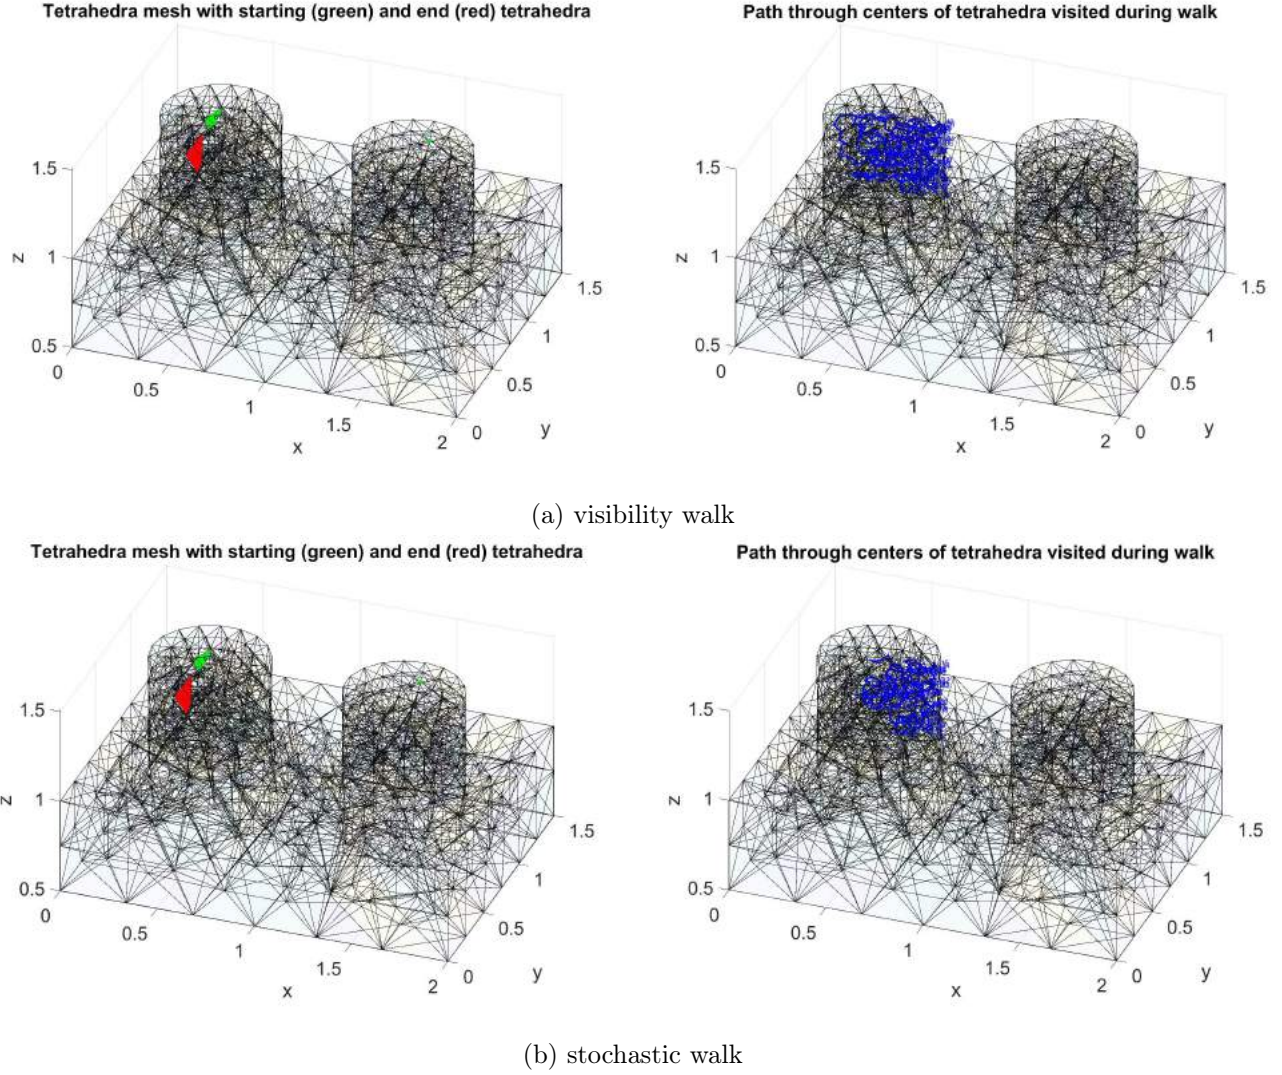 Tetrahedra mesh with starting (green) and end (red) tetrahedra
1.5
1
0.5
z
0
0.5
1
1.5
2
x
0
0.5
1
1.5
y
Path through centers of tetrahedra visited during walk
1.5
1
0.5
z
0
0.5
1
1.5
2
x
0
0.5
1
1.5
y
(a) visibility walk
Tetrahedra mesh with starting (green) and end (red) tetrahedra
1.5
1
0.5
z
0
0.5
1
1.5
2
x
0
0.5
1
1.5
y
Path through centers of tetrahedra visited during walk
1.5
1
0.5
z
0
0.5
1
1.5
2
x
0
0.5
1
1.5
y
(b) stochastic walk